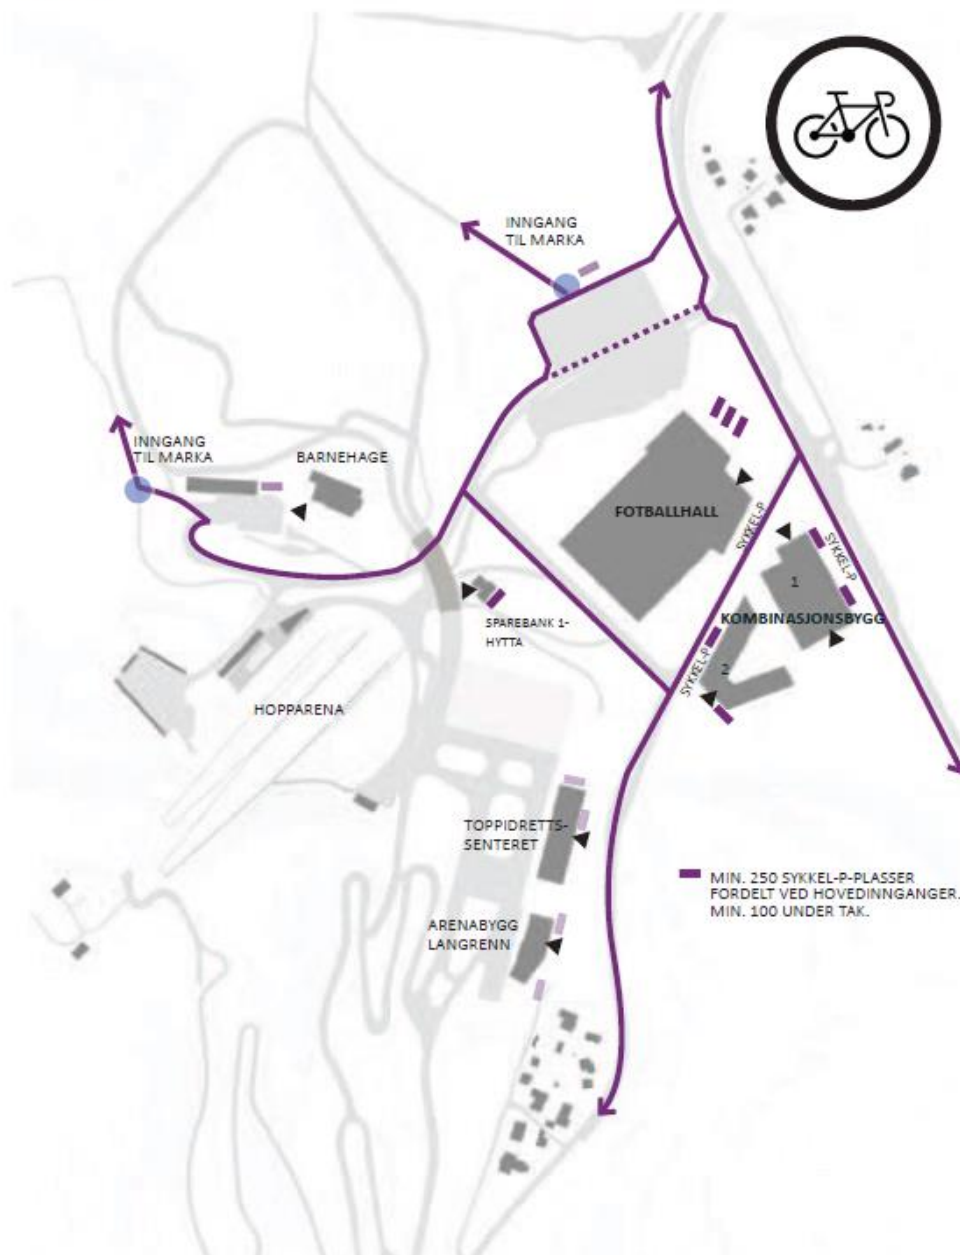 INNGANG
TIL MARKA
INNGANG
TIL MARKA
BARNEHAGE
FOTBALLHALL
SYKKEL-P
SYKKEL-P
1
KOMBINASJONSBYGG
SPAREBANK 1-
HYTTA
SYKKEL-P
2
HOPPARENA
TOPPIDRETTS-
SENTERET
MIN. 250 SYKKEL-P-PLASSER
FORDELT VED HOVEDINNGANGER.
MIN. 100 UNDER TAK.
ARENABYGG
LANGRENN